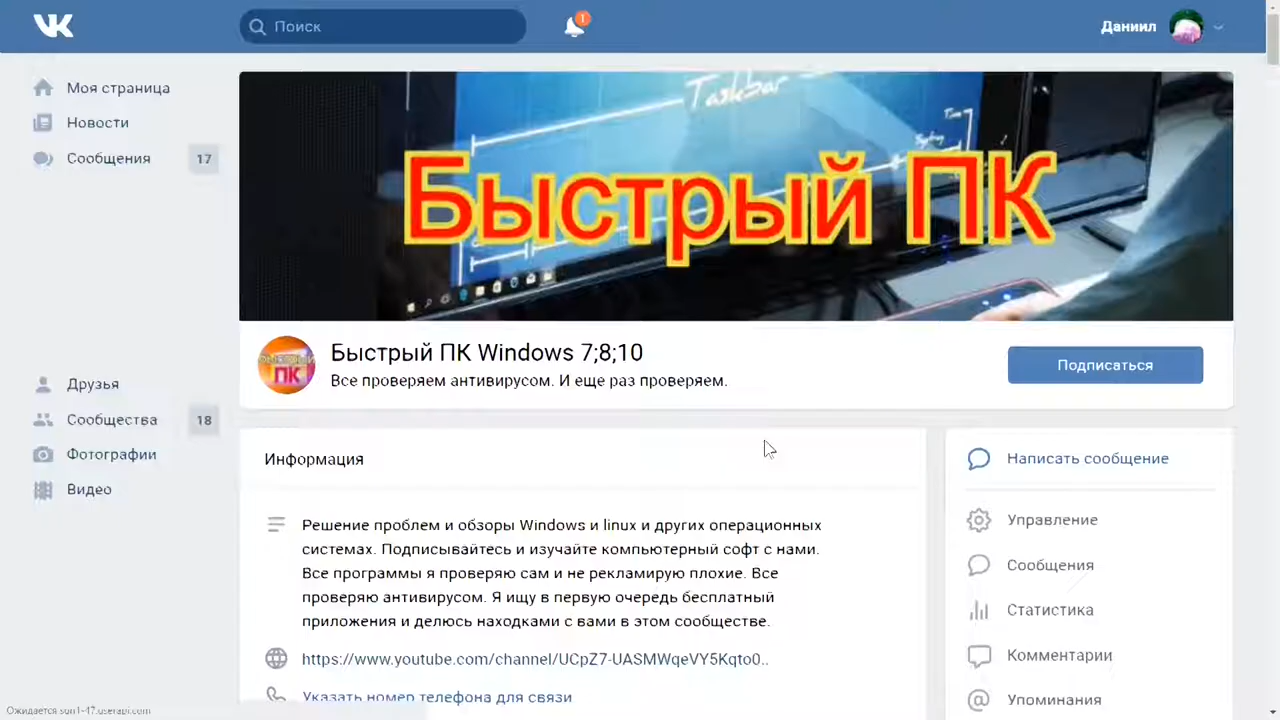 Поиск
1
Даниил
Моя страница
Новости
Сообщения 17
Друзья
Сообщества 18
Фотографии
Видео
Taskbar
Быстрый ПК
Быстрый ПК Windows 7;8;10
Все проверяем антивирусом. И еще раз проверяем.
Подписаться
Информация
Решение проблем и обзоры Windows и linux и других операционных
системах. Подписывайтесь и изучайте компьютерный софт с нами.
Все программы я проверяю сам и не рекламирую плохие. Все
проверяю антивирусом. Я ищу в первую очередь бесплатный
приложения и делюсь находками с вами в этом сообществе.
https://www.youtube.com/channel/UCpZ7-UASMWqeVY5Kqto0..
Указать номер телефона для связи
Написать сообщение
Управление
Сообщения
Статистика
Комментарии
Упоминания
Ожидается sun1-47.userapi.com